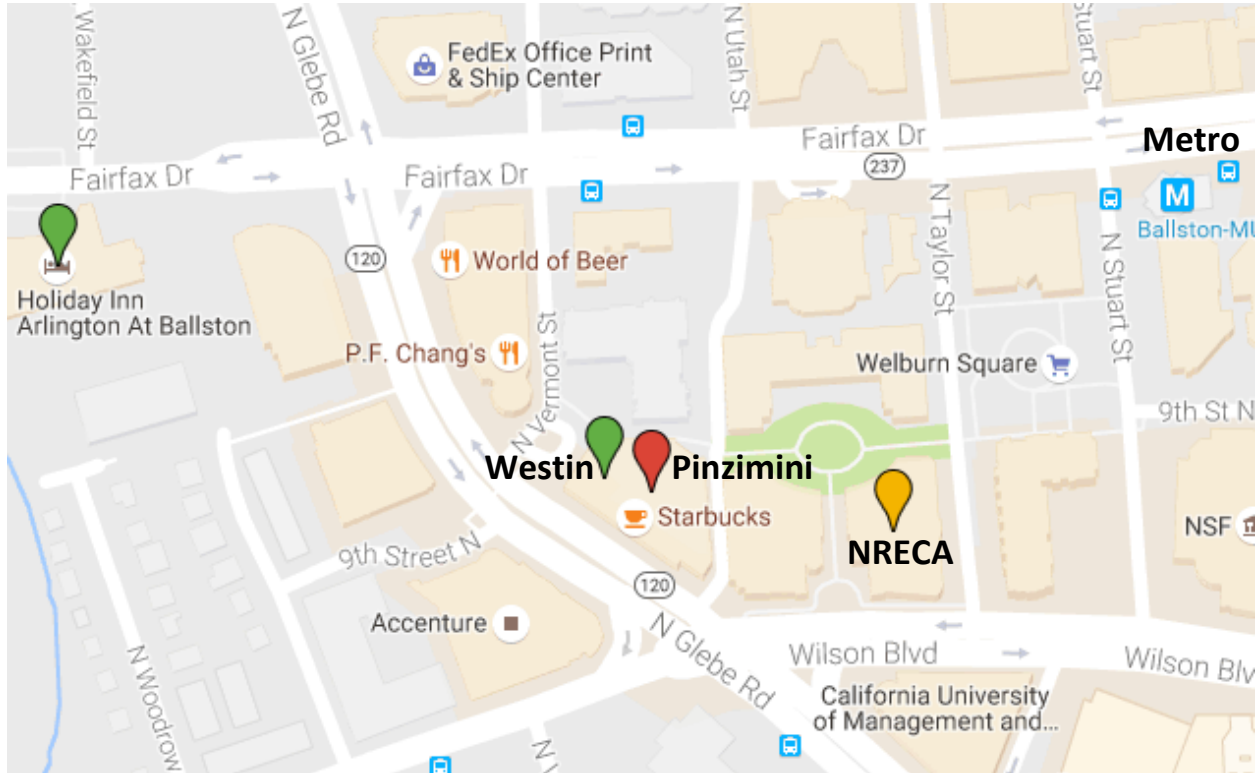 Wakefield St
N Glebe Rd
FedEx Office Print
& Ship Center
N Utah St
Stuart St
Fairfax Dr
Metro
Fairfax Dr
Fairfax Dr
237
M
Ballston-MU
Holiday Inn
Arlington At Ballston
120
World of Beer
N Taylor St
N Stuart St
P.F. Chang's
N Vermont St
Welburn Square
9th St N
Westin
Pinzimini
Starbucks
NRECA
NSF
9th Street N
120
Accenture
N Glebe Rd
Wilson Blvd
Wilson Blv
N Woodrow
California University
of Management and...
N V